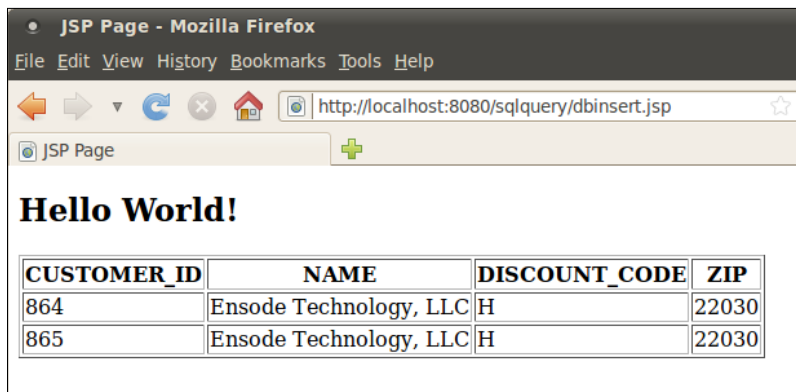 JSP Page - Mozilla Firefox
File Edit View History Bookmarks Tools Help
http://localhost:8080/sqlquery/dbinsert.jsp
JSP Page
Hello World!
CUSTOMER_ID NAME DISCOUNT_CODE ZIP
864 Ensode Technology, LLC H 22030
865 Ensode Technology, LLC H 22030